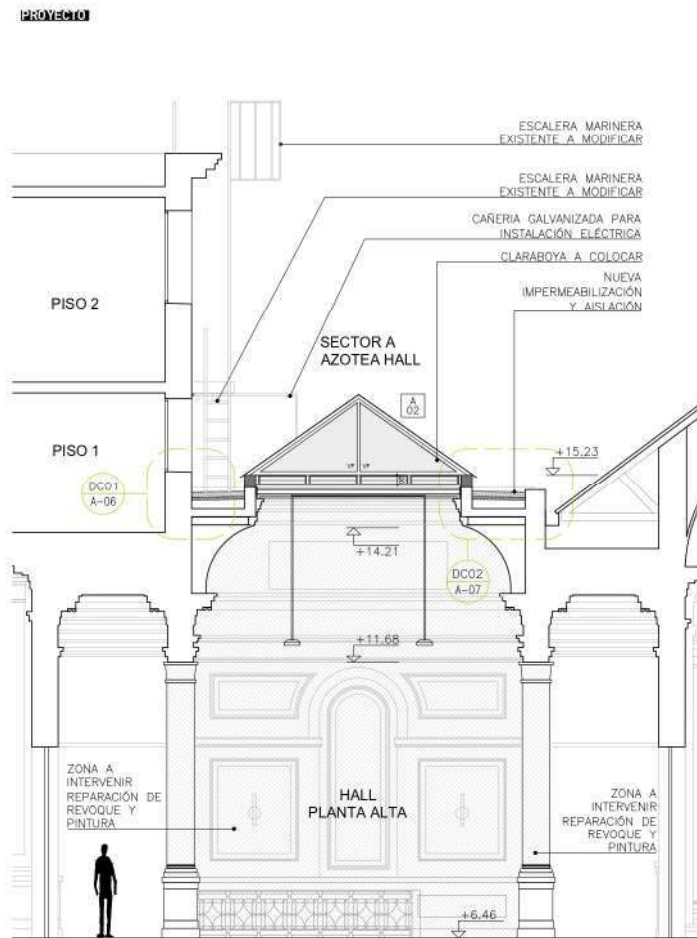 PROYECTO
ESCALERA MARINERA
EXISTENTE A MODIFICAR
ESCALERA MARINERA
EXISTENTE A MODIFICAR
CAÑERIA GALVANIZADA PARA
INSTALACIÓN ELÉCTRICA
CLARABOYA A COLOCAR
NUEVA
IMPERMEABILIZACIÓN
Y AISLACIÓN
PISO 2
SECTOR A
AZOTEA HALL
A
02
PISO 1
+15.23
VF VF
DC01
A-06
+14.21
DC02
A-07
+11.68
ZONA A
INTERVENIR
REPARACIÓN DE
REVOQUE Y
PINTURA
HALL
PLANTA ALTA
ZONA A
INTERVENIR
REPARACIÓN DE
REVOQUE Y
PINTURA
+6.46